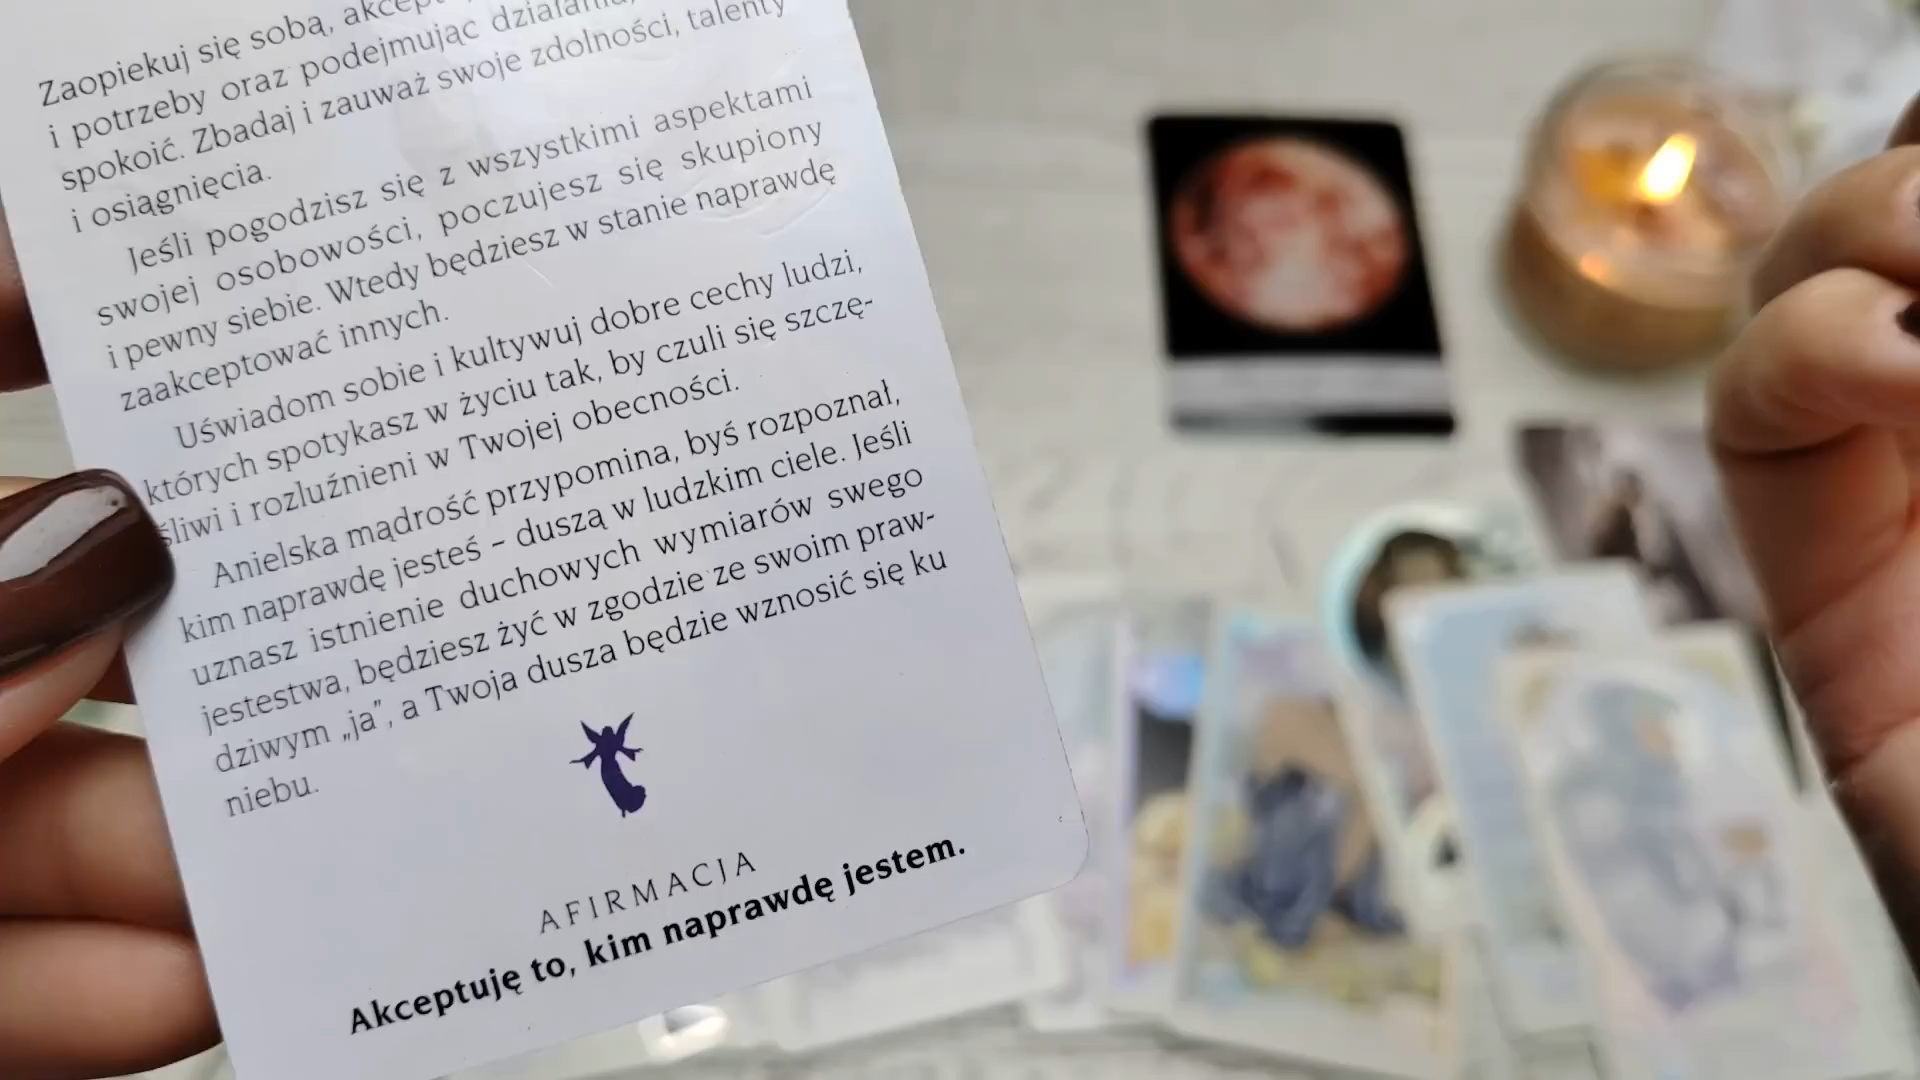 Zaopiekuj się sobą,
i potrzeby oraz podejmując działania,
spokoić. Zbadaj i zauważ swoje zdolności, talenty
i osiągnięcia.
Jeśli pogodzisz się z wszystkimi aspektami
swojej osobowości, poczujesz się skupiony
i pewny siebie. Wtedy będziesz w stanie naprawdę
zaakceptować innych.
Uświadom sobie i kultywuj dobre cechy ludzi,
których spotykasz w życiu tak, by czuli się szczę-
śliwi i rozluźnieni w Twojej obecności.
Anielska mądrość przypomina, byś rozpoznał,
kim naprawdę jesteś – duszą w ludzkim ciele. Jeśli
uznasz istnienie duchowych wymiarów swego
jestestwa, będziesz żyć w zgodzie ze swoim praw-
dziwym „ja”, a Twoja dusza będzie wznosić się ku
niebu.
AFIRMACJA
Akceptuję to, kim naprawdę jestem.